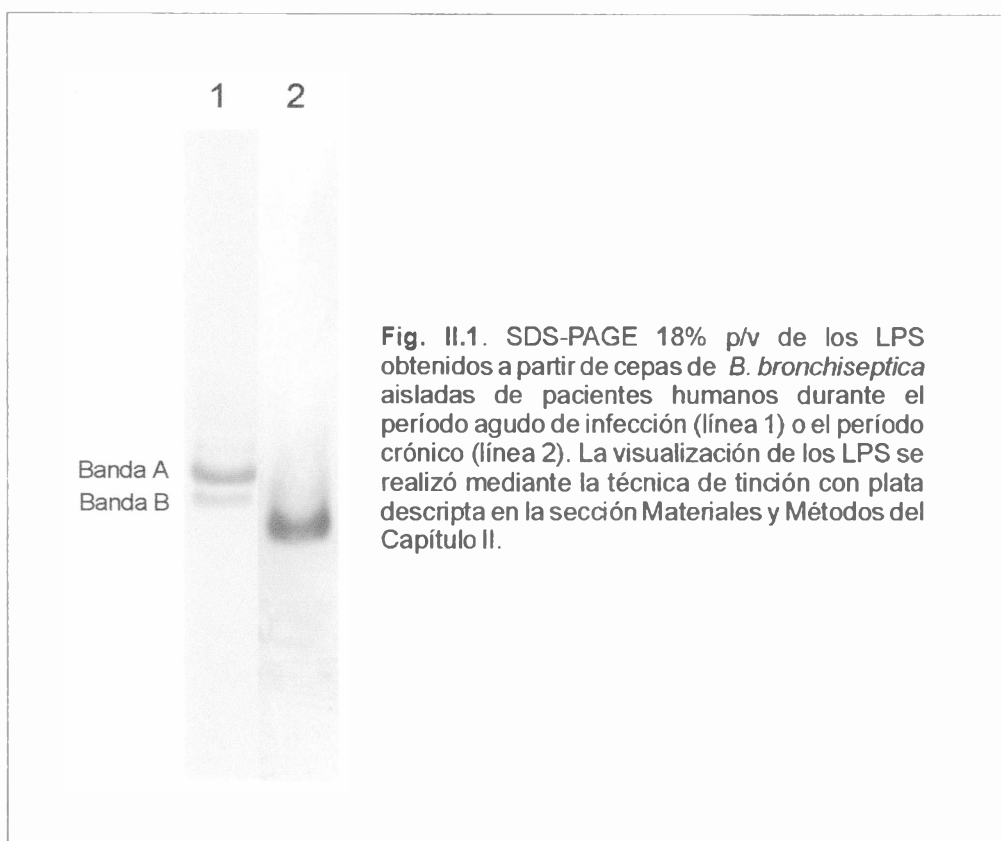 1 2
Banda A
Banda B
Fig. II.1. SDS-PAGE 18% p/v de los LPS
obtenidos a partir de cepas de B. bronchiseptica
aisladas de pacientes humanos durante el
período agudo de infección (línea 1) o el período
crónico (línea 2). La visualización de los LPS se
realizó mediante la técnica de tinción con plata
descripta en la sección Materiales y Métodos del
Capítulo II.